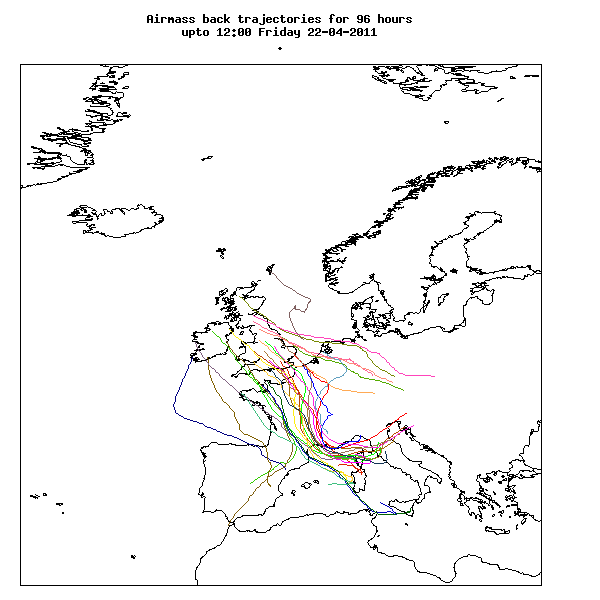 Airmass back trajectories for 96 hours
upto 12:00 Friday 22-04-2011